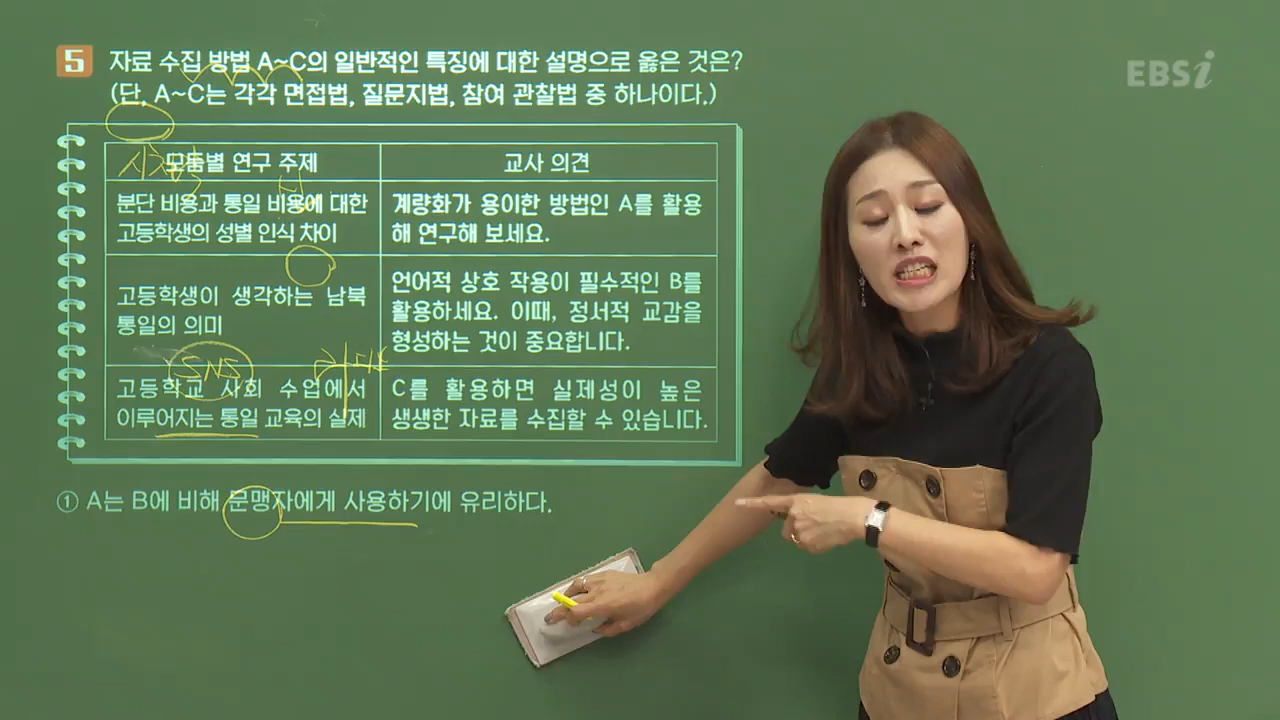 5 자료 수집 방법 A~C의 일반적인 특징에 대한 설명으로 옳은 것은?
(단, A~C는 각각 면접법, 질문지법, 참여 관찰법 중 하나이다.)
EBSi
모둠별 연구 주제
교사 의견
분단 비용과 통일 비용에 대한
고등학생의 성별 인식 차이
계량화가 용이한 방법인 A를 활용
해 연구해 보세요.
고등학생이 생각하는 남북
통일의 의미
언어적 상호 작용이 필수적인 B를
활용하세요. 이때, 정서적 교감을
형성하는 것이 중요합니다.
SNS
고등학교 사회 수업에서
이루어지는 통일 교육의 실제
C를 활용하면 실제성이 높은
생생한 자료를 수집할 수 있습니다.
① A는 B에 비해 문맹자에게 사용하기에 유리하다.